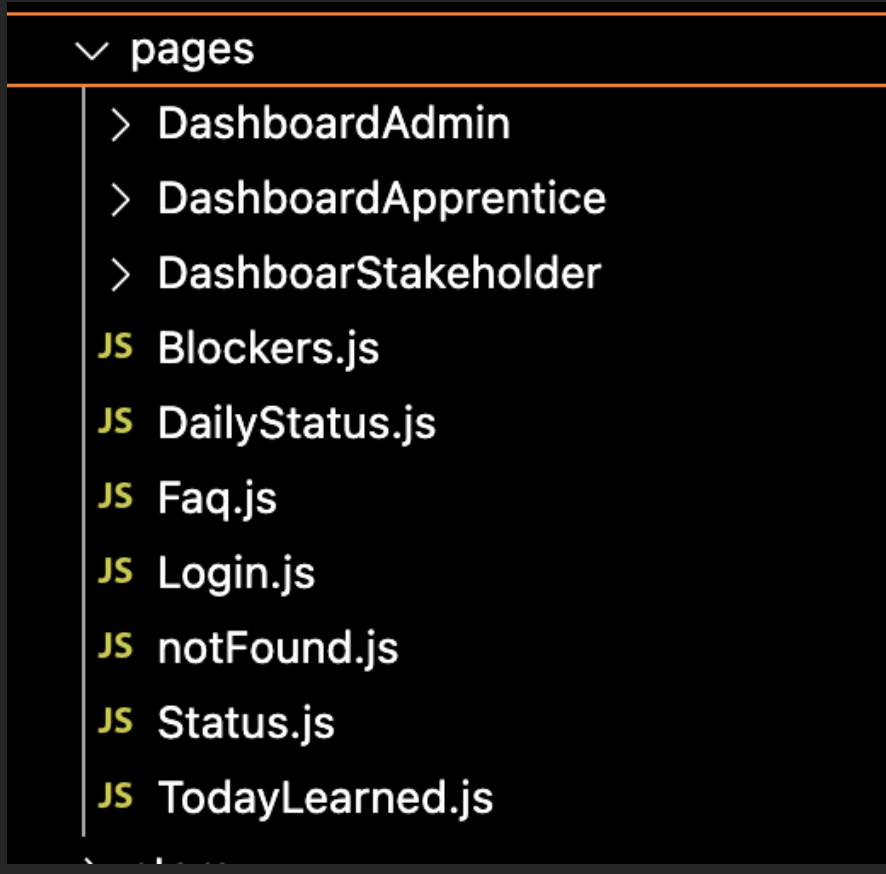 pages
DashboardAdmin
DashboardApprentice
DashboarStakeholder
JS Blockers.js
JS DailyStatus.js
JS Faq.js
JS Login.js
JS notFound.js
JS Status.js
JS TodayLearned.js